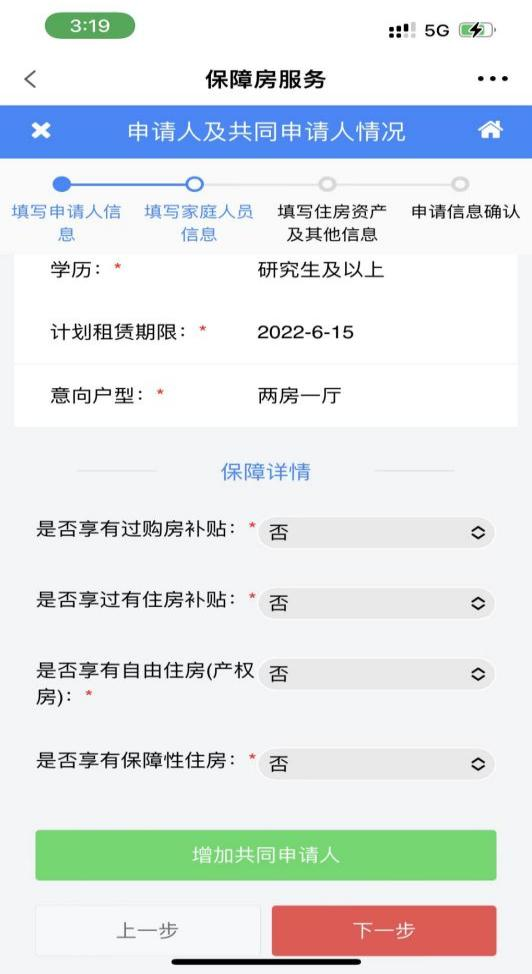 3:19
5G
保障房服务
申请人及共同申请人情况
填写申请人信
息
填写家庭人员
信息
填写住房资产
及其他信息
申请信息确认
学历：*
研究生及以上
计划租赁期限：*
2022-6-15
意向户型：*
两房一厅
保障详情
是否享有过购房补贴：*
否
是否享过有住房补贴：*
否
是否享有自由住房(产权
房)：*
否
是否享有保障性住房：*
否
增加共同申请人
上一步
下一步